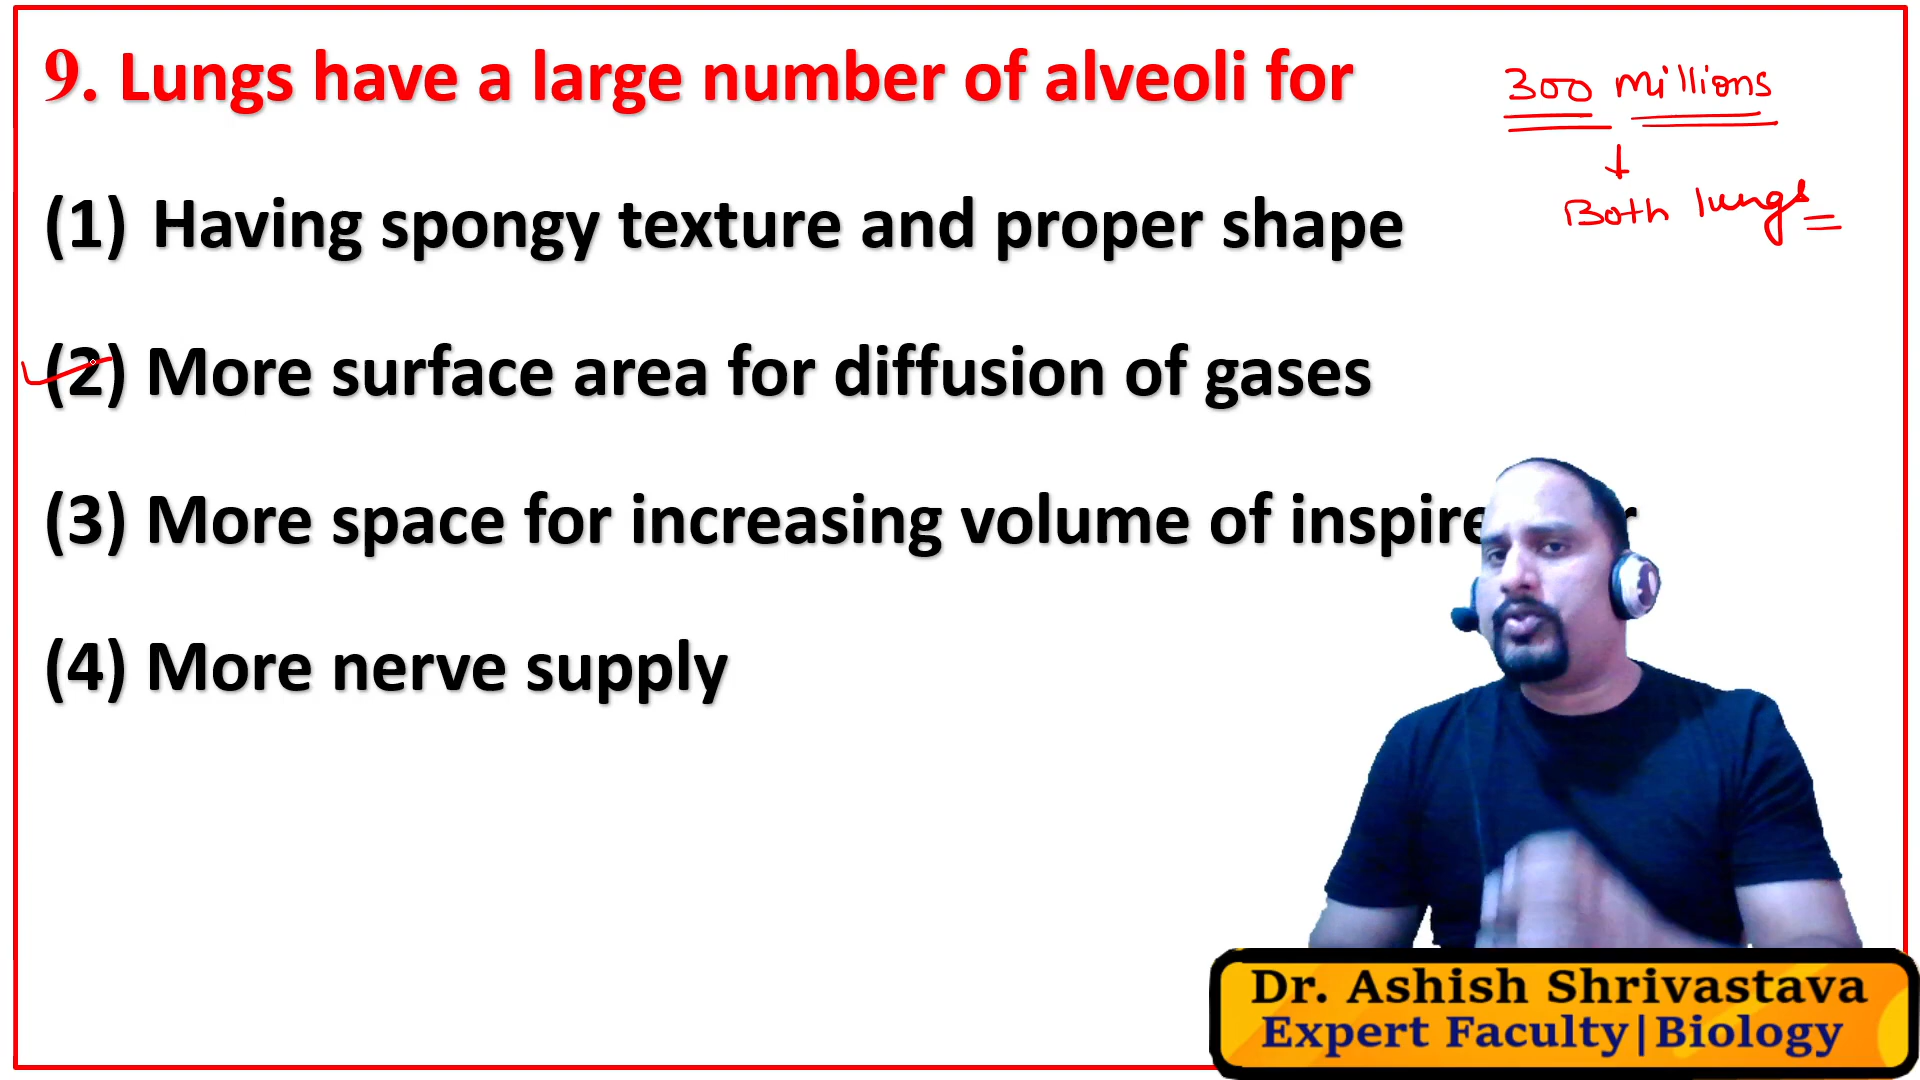 9. Lungs have a large number of alveoli for
300 millions
Both lungs
(1) Having spongy texture and proper shape
(2) More surface area for diffusion of gases
(3) More space for increasing volume of
(4) More nerve supply
Dr. Ashish Shrivastava
Expert Faculty|Biology